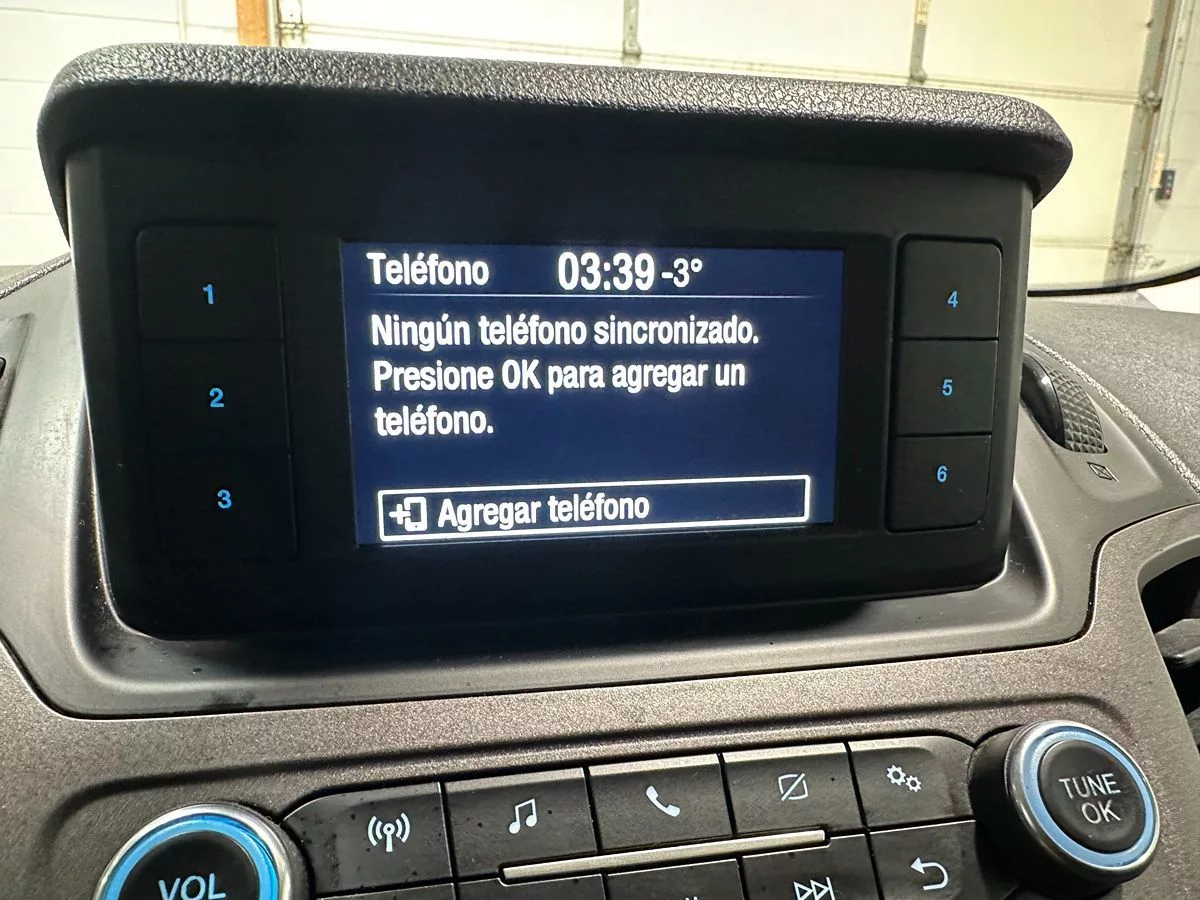 Teléfono 03:39 -3°
Ningún teléfono sincronizado.
Presione OK para agregar un
teléfono.
Agregar teléfono
1
2
3
4
5
6
VOL
TUNE
OK